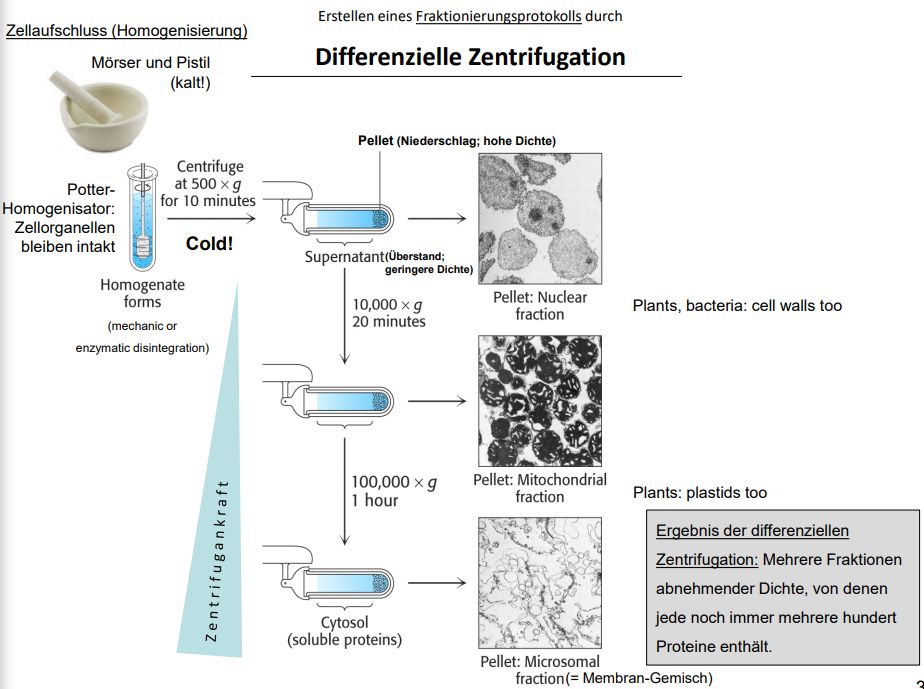 Erstellen eines Fraktionierungsprotokolls durch
Differenzielle Zentrifugation
Zellaufschluss (Homogenisierung)
Mörser und Pistil
(kalt!)
Potter-
Homogenisator:
Zellorganellen
bleiben intakt
Homogenate
forms
(mechanic or
enzymatic disintegration)
Centrifuge
at 500 × g
for 10 minutes
Cold!
Pellet (Niederschlag; hohe Dichte)
Supernatant (Überstand;
geringere Dichte)
Pellet: Nuclear
fraction
Plants, bacteria: cell walls too
10,000 × g
20 minutes
Pellet: Mitochondrial
fraction
Plants: plastids too
100,000 × g
1 hour
Zentrifugankraft
Cytosol
(soluble proteins)
Pellet: Microsomal
fraction (= Membran-Gemisch)
Ergebnis der differenziellen
Zentrifugation: Mehrere Fraktionen
abnehmender Dichte, von denen
jede noch immer mehrere hundert
Proteine enthält.
3